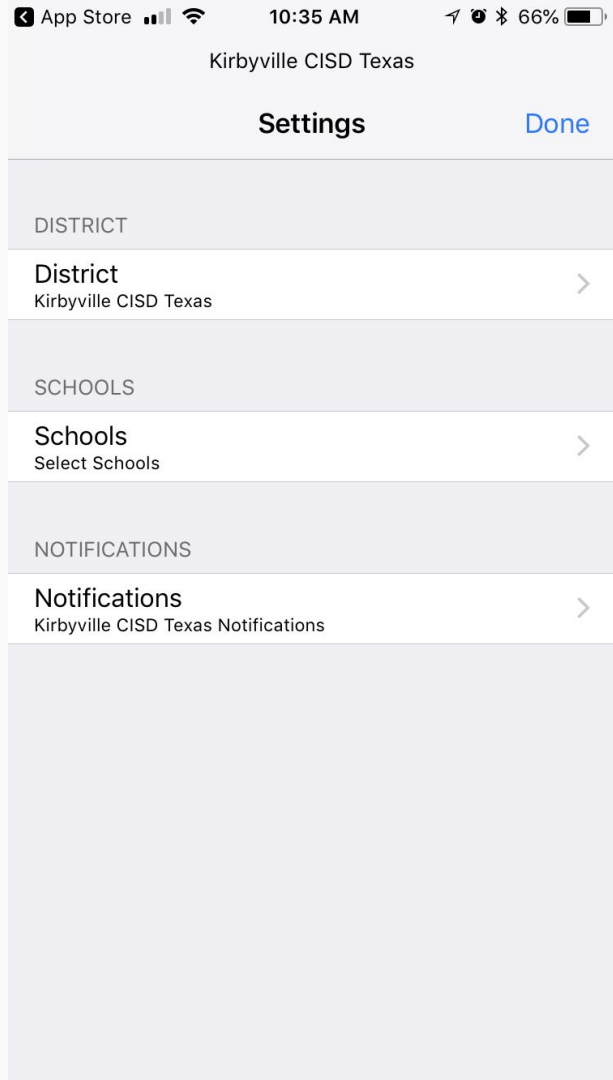 App Store 10:35 AM 66%
Kirbyville CISD Texas
Settings Done
DISTRICT
District
Kirbyville CISD Texas
SCHOOLS
Schools
Select Schools
NOTIFICATIONS
Notifications
Kirbyville CISD Texas Notifications